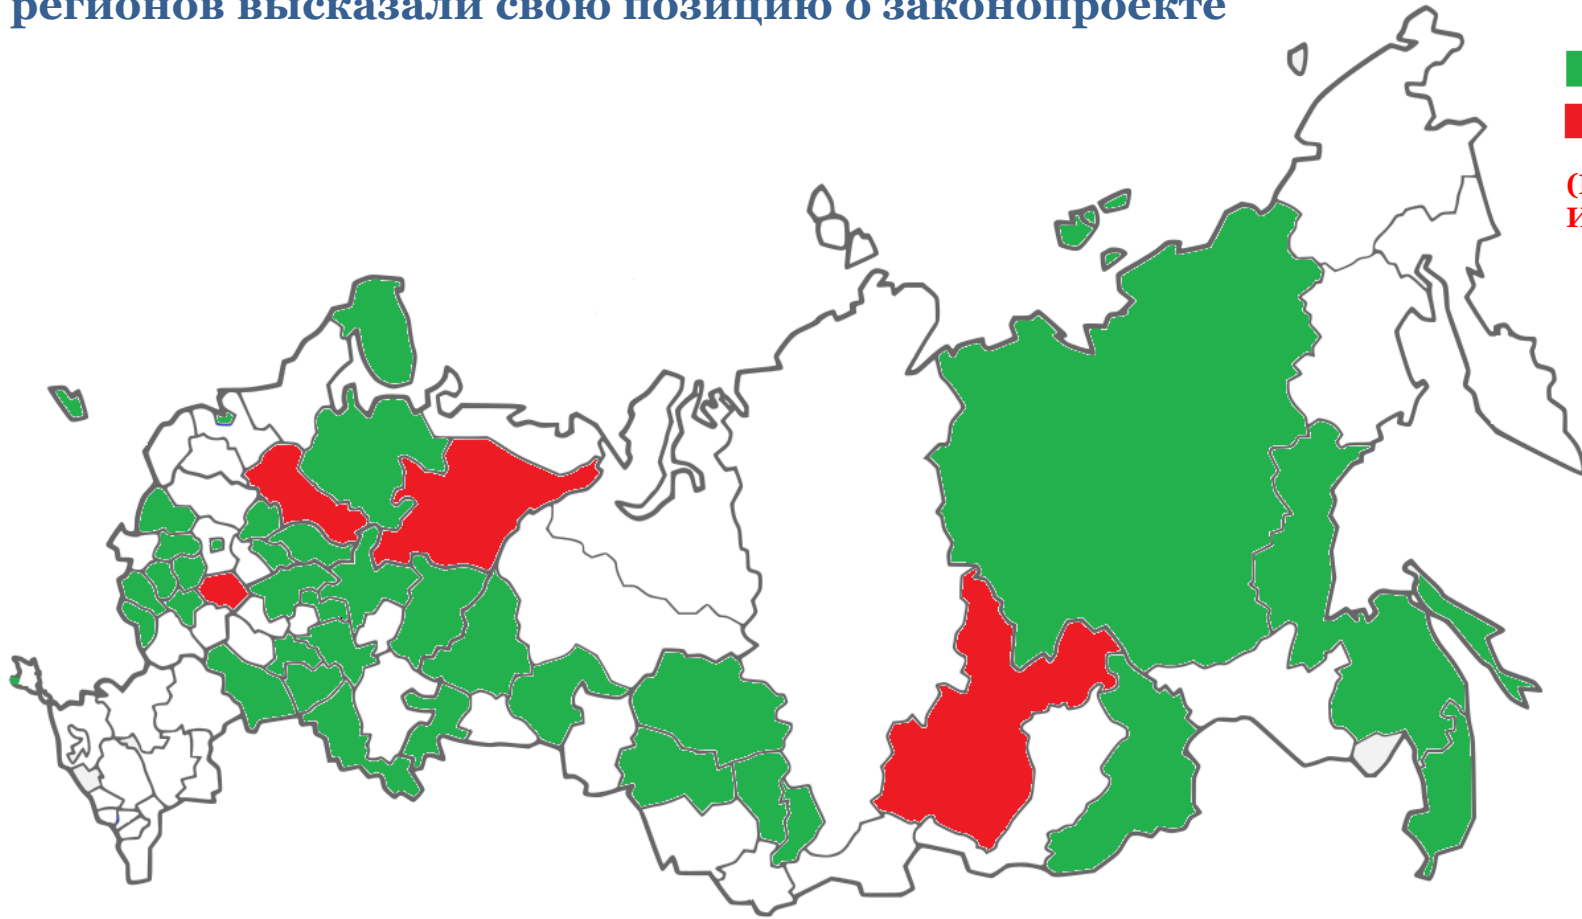 регионов высказали свою позицию о законопроекте